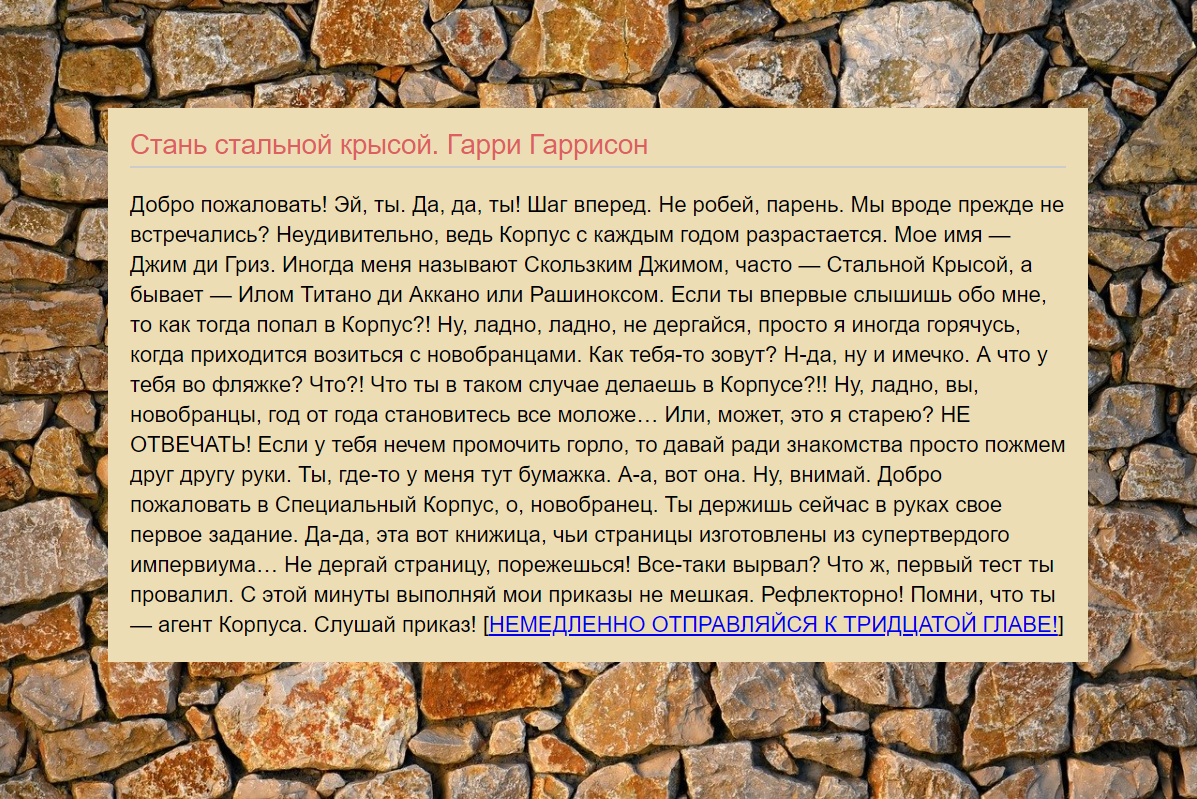 Стань стальной крысой. Гарри Гаррисон
Добро пожаловать! Эй, ты. Да, да, ты! Шаг вперед. Не робей, парень. Мы вроде прежде не
встречались? Неудивительно, ведь Корпус с каждым годом разрастается. Мое имя —
Джим ди Гриз. Иногда меня называют Скользким Джимом, часто — Стальной Крысой, а
бывает — Илом Титано ди Аккано или Рашиноксом. Если ты впервые слышишь обо мне,
то как тогда попал в Корпус?! Ну, ладно, ладно, не дергайся, просто я иногда горячусь,
когда приходится возиться с новобранцами. Как тебя-то зовут? Н-да, ну и имечко. А что у
тебя во фляжке? Что?! Что ты в таком случае делаешь в Корпусе?!! Ну, ладно, вы,
новобранцы, год от года становитесь все моложе… Или, может, это я старею? НЕ
ОТВЕЧАТЬ! Если у тебя нечем промочить горло, то давай ради знакомства просто пожмем
друг другу руки. Ты, где-то у меня тут бумажка. А-а, вот она. Ну, внимай. Добро
пожаловать в Специальный Корпус, о, новобранец. Ты держишь сейчас в руках свое
первое задание. Да-да, эта вот книжица, чьи страницы изготовлены из супертвердого
импервиума… Не дергай страницу, порежешься! Все-таки вырвал? Что ж, первый тест ты
провалил. С этой минуты выполняй мои приказы не мешкая. Рефлекторно! Помни, что ты
— агент Корпуса. Слушай приказ! [НЕМЕДЛЕННО ОТПРАВЛЯЙСЯ К ТРИДЦАТОЙ ГЛАВЕ!]